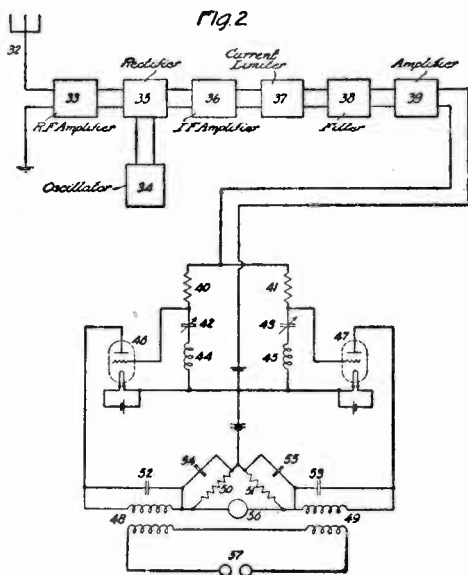 Fig. 2
32
Rectifier
Current
Limiter
Amplifier
33
35
36
37
38
39
R.F. Amplifier
I.F. Amplifier
Filter
Oscillator
34
40
41
42
43
44
45
46
47
52
54
55
53
50
51
48
56
49
57